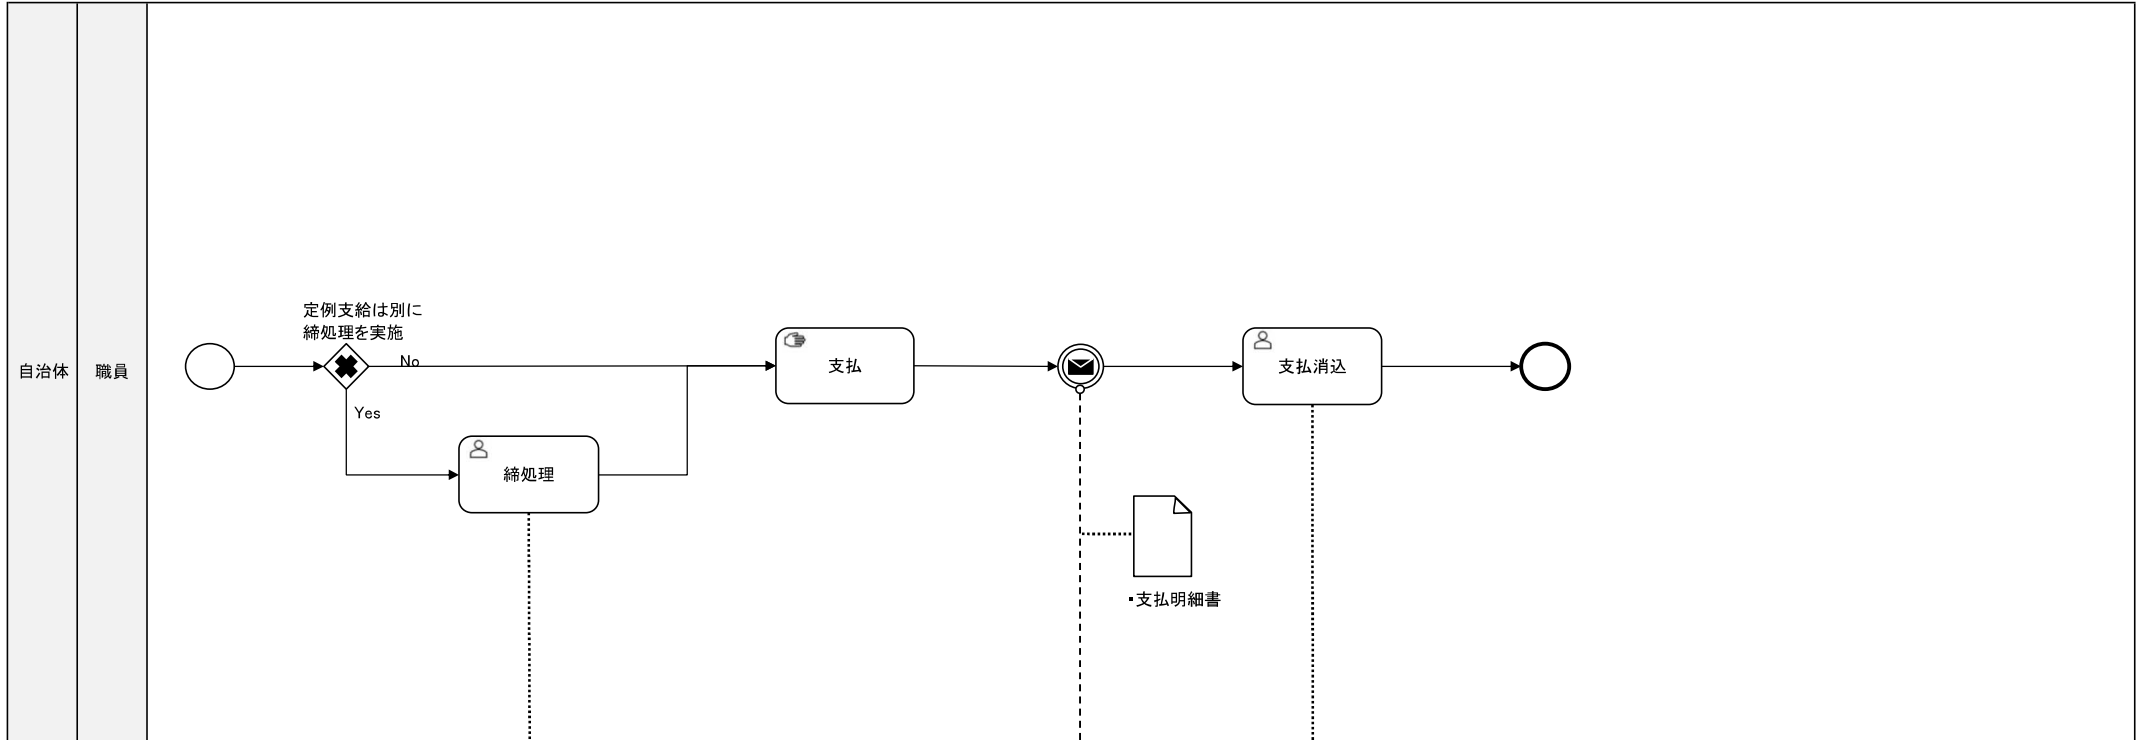 自治体
職員
定例支給は別に
締処理を実施
No
Yes
締処理
支払
支払消込
▪支払明細書